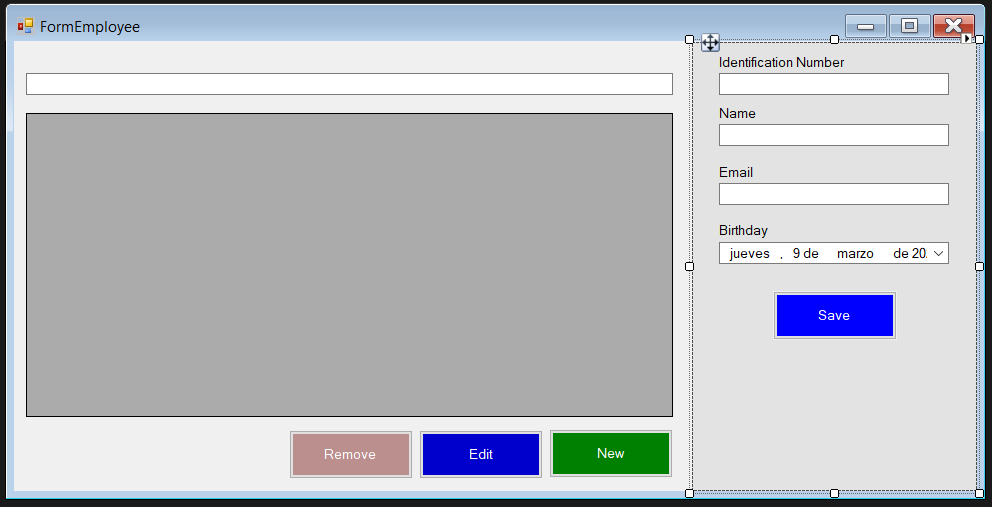 FormEmployee
Identification Number
Name
Email
Birthday
jueves , 9 de marzo de 20
Save
Remove
Edit
New